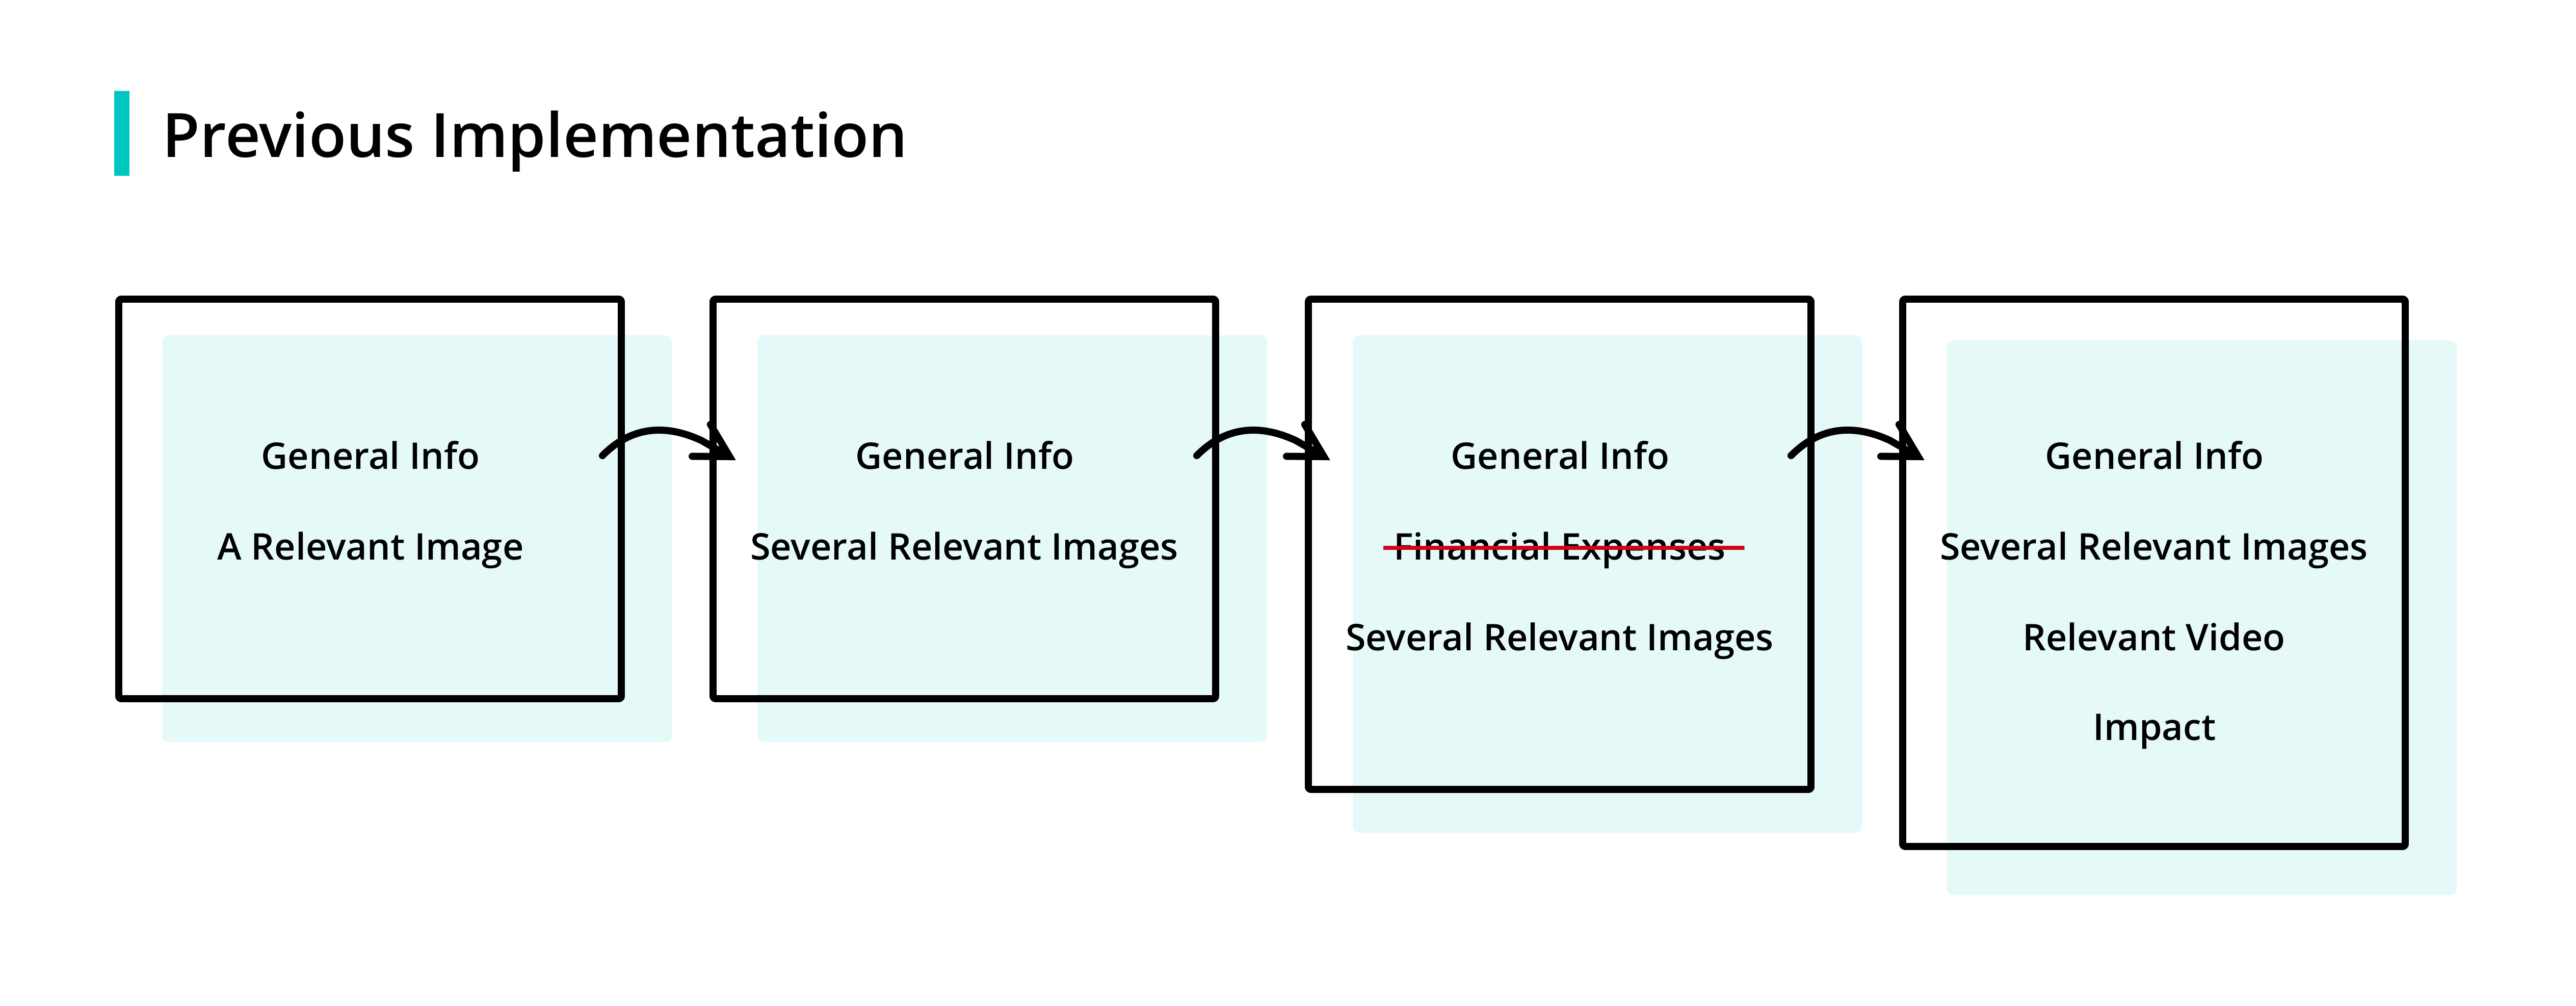 Previous Implementation
General Info
A Relevant Image
General Info
Several Relevant Images
General Info
Financial Expenses
Several Relevant Images
General Info
Several Relevant Images
Relevant Video
Impact